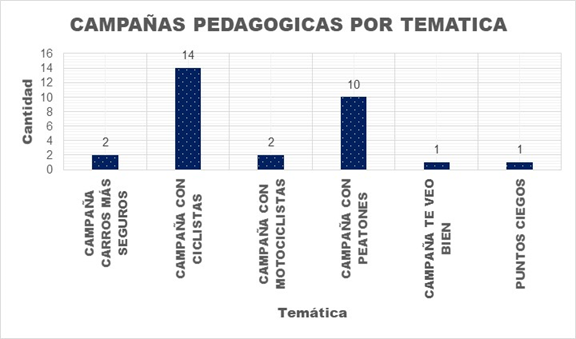 CAMPAÑAS PEDAGOGICAS POR TEMATICA
Cantidad
16
14
12
10
8
6
4
2
0
2
14
2
10
1
1
CAMPAÑA
CARROS MÁS
SEGUROS
CAMPAÑA CON
CICLISTAS
CAMPAÑA CON
MOTOCICLISTAS
CAMPAÑA CON
PEATONES
CAMPAÑA TE VEO
BIEN
PUNTOS CIEGOS
Temática